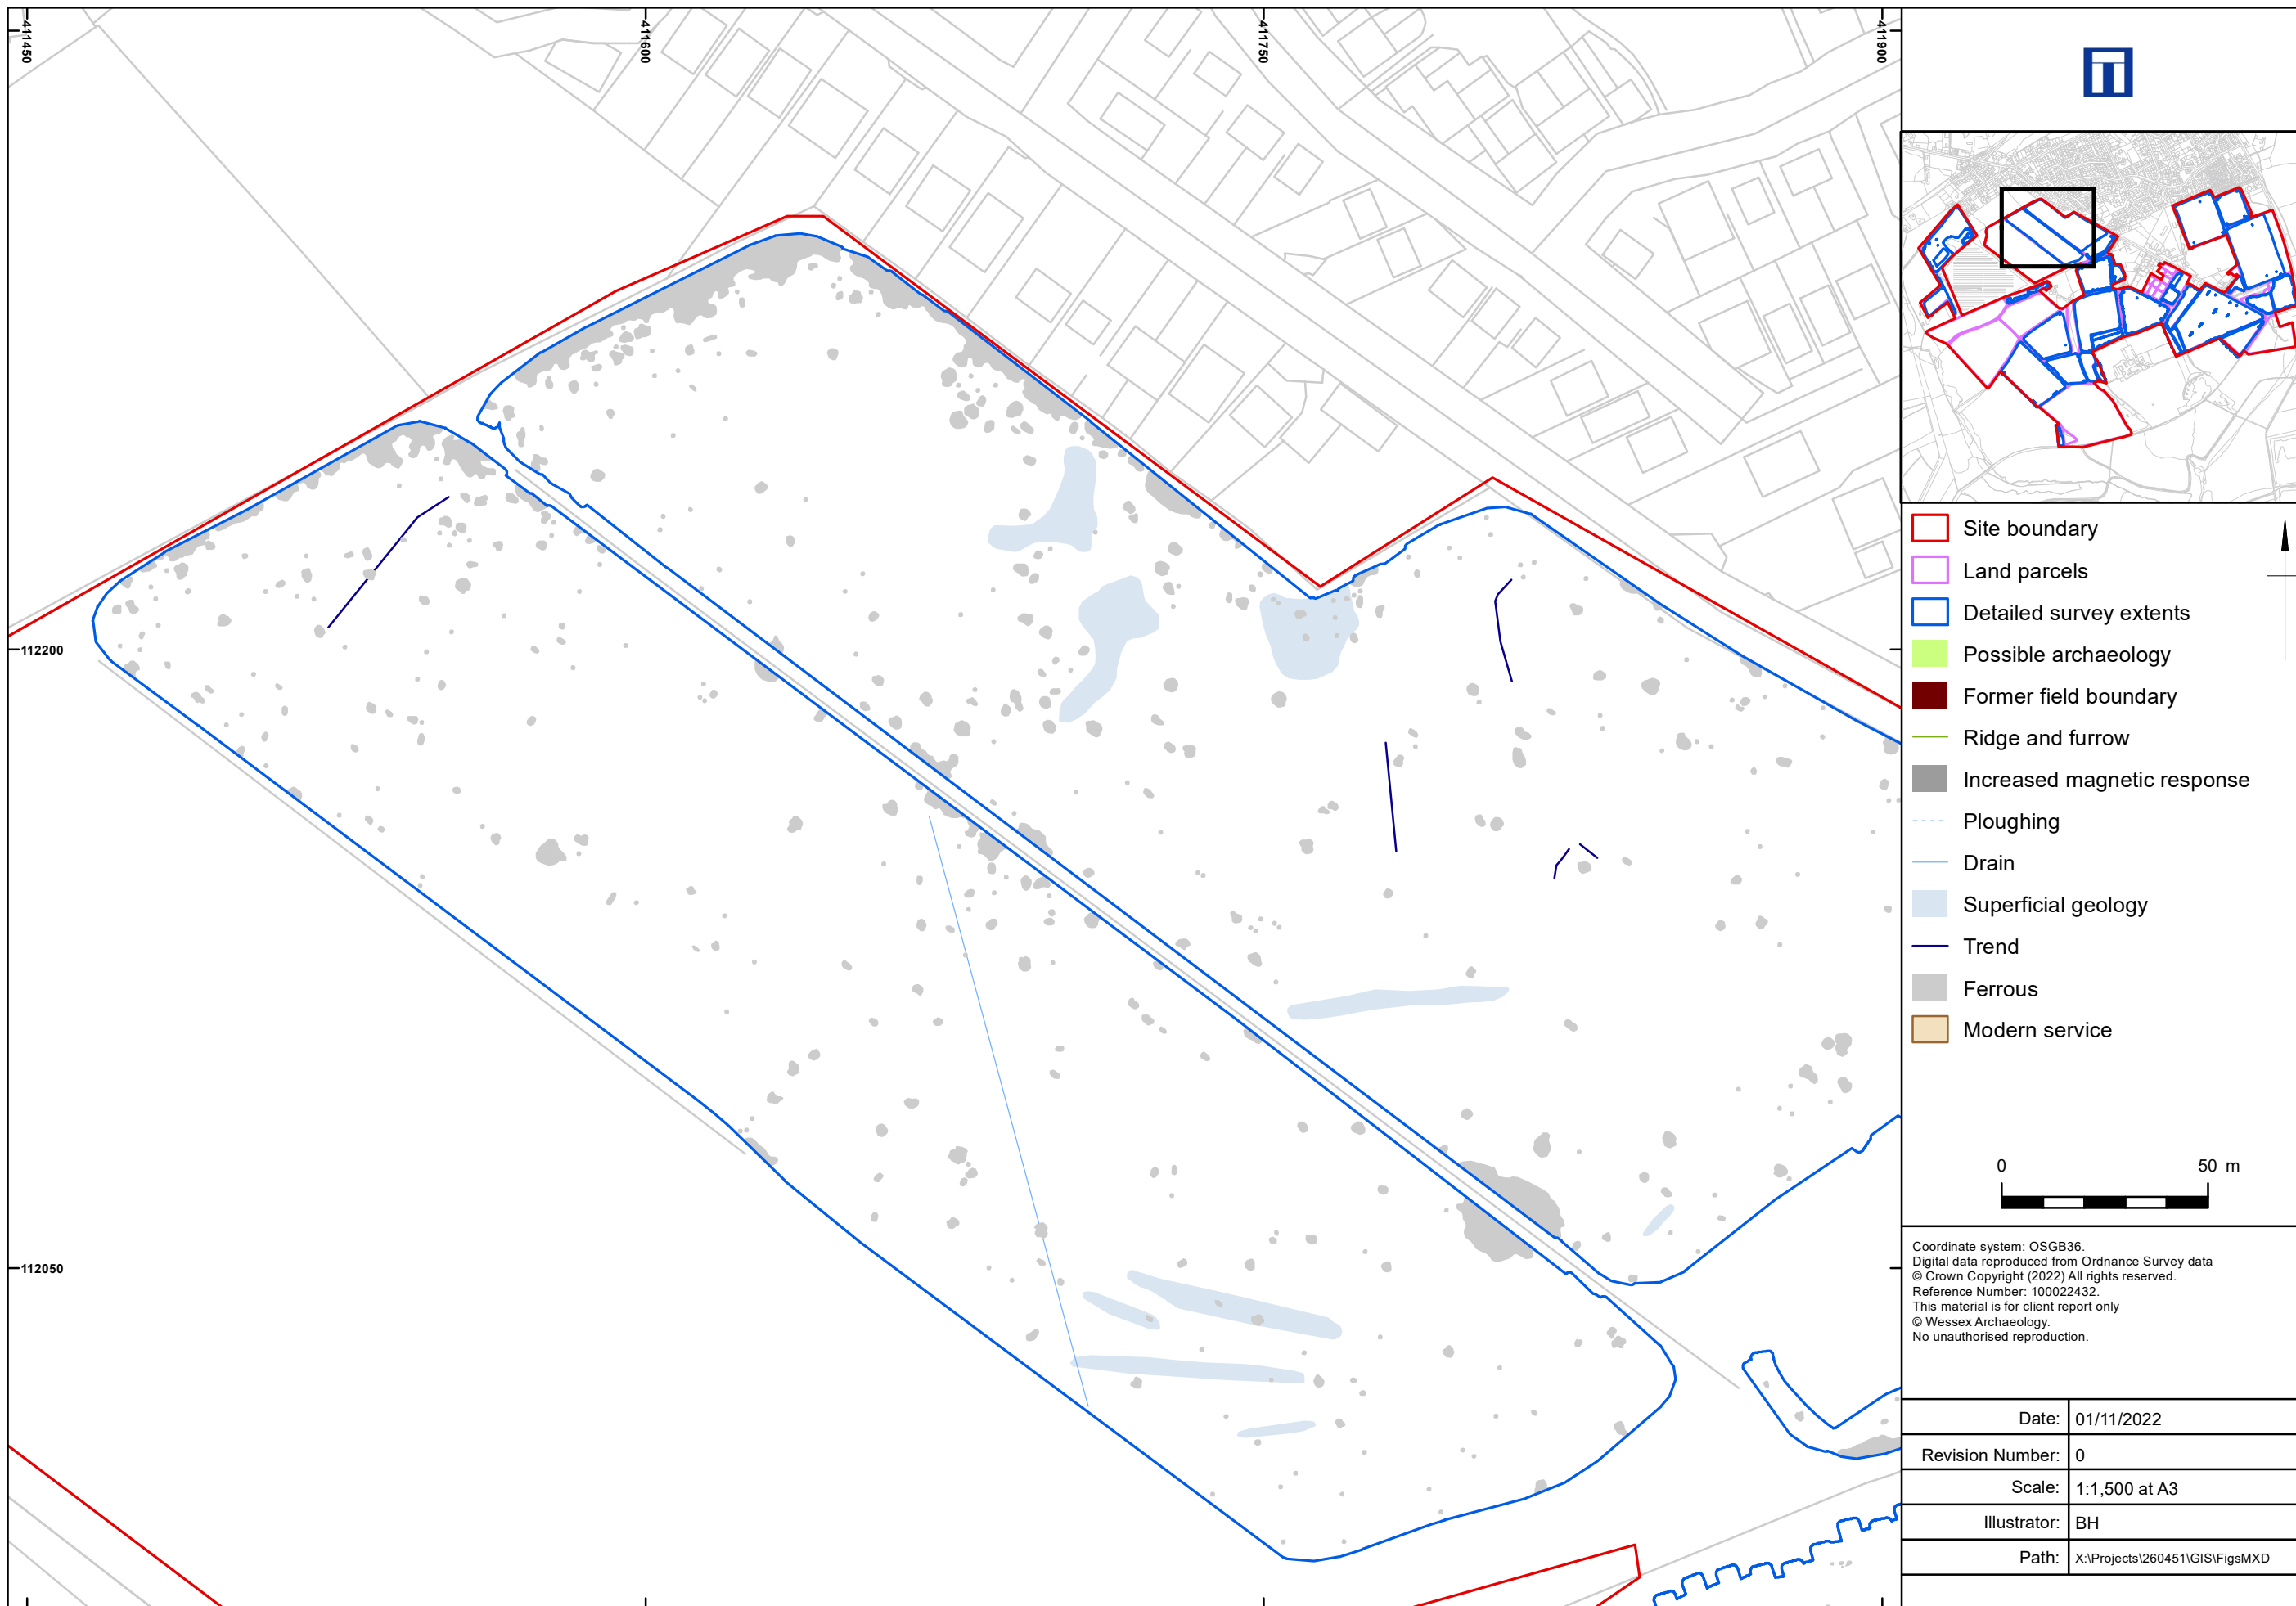 411450
411600
411750
411900
112200
112050
Site boundary
Land parcels
Detailed survey extents
Possible archaeology
Former field boundary
Ridge and furrow
Increased magnetic response
Ploughing
Drain
Superficial geology
Trend
Ferrous
Modern service
0 50 m
Coordinate system: OSGB36.
Digital data reproduced from Ordnance Survey data
© Crown Copyright (2022) All rights reserved.
Reference Number: 100022432.
This material is for client report only
© Wessex Archaeology.
No unauthorised reproduction.
Date: 01/11/2022
Revision Number: 0
Scale: 1:1,500 at A3
Illustrator: BH
Path: X:\Projects\260451\GIS\FigsMXD